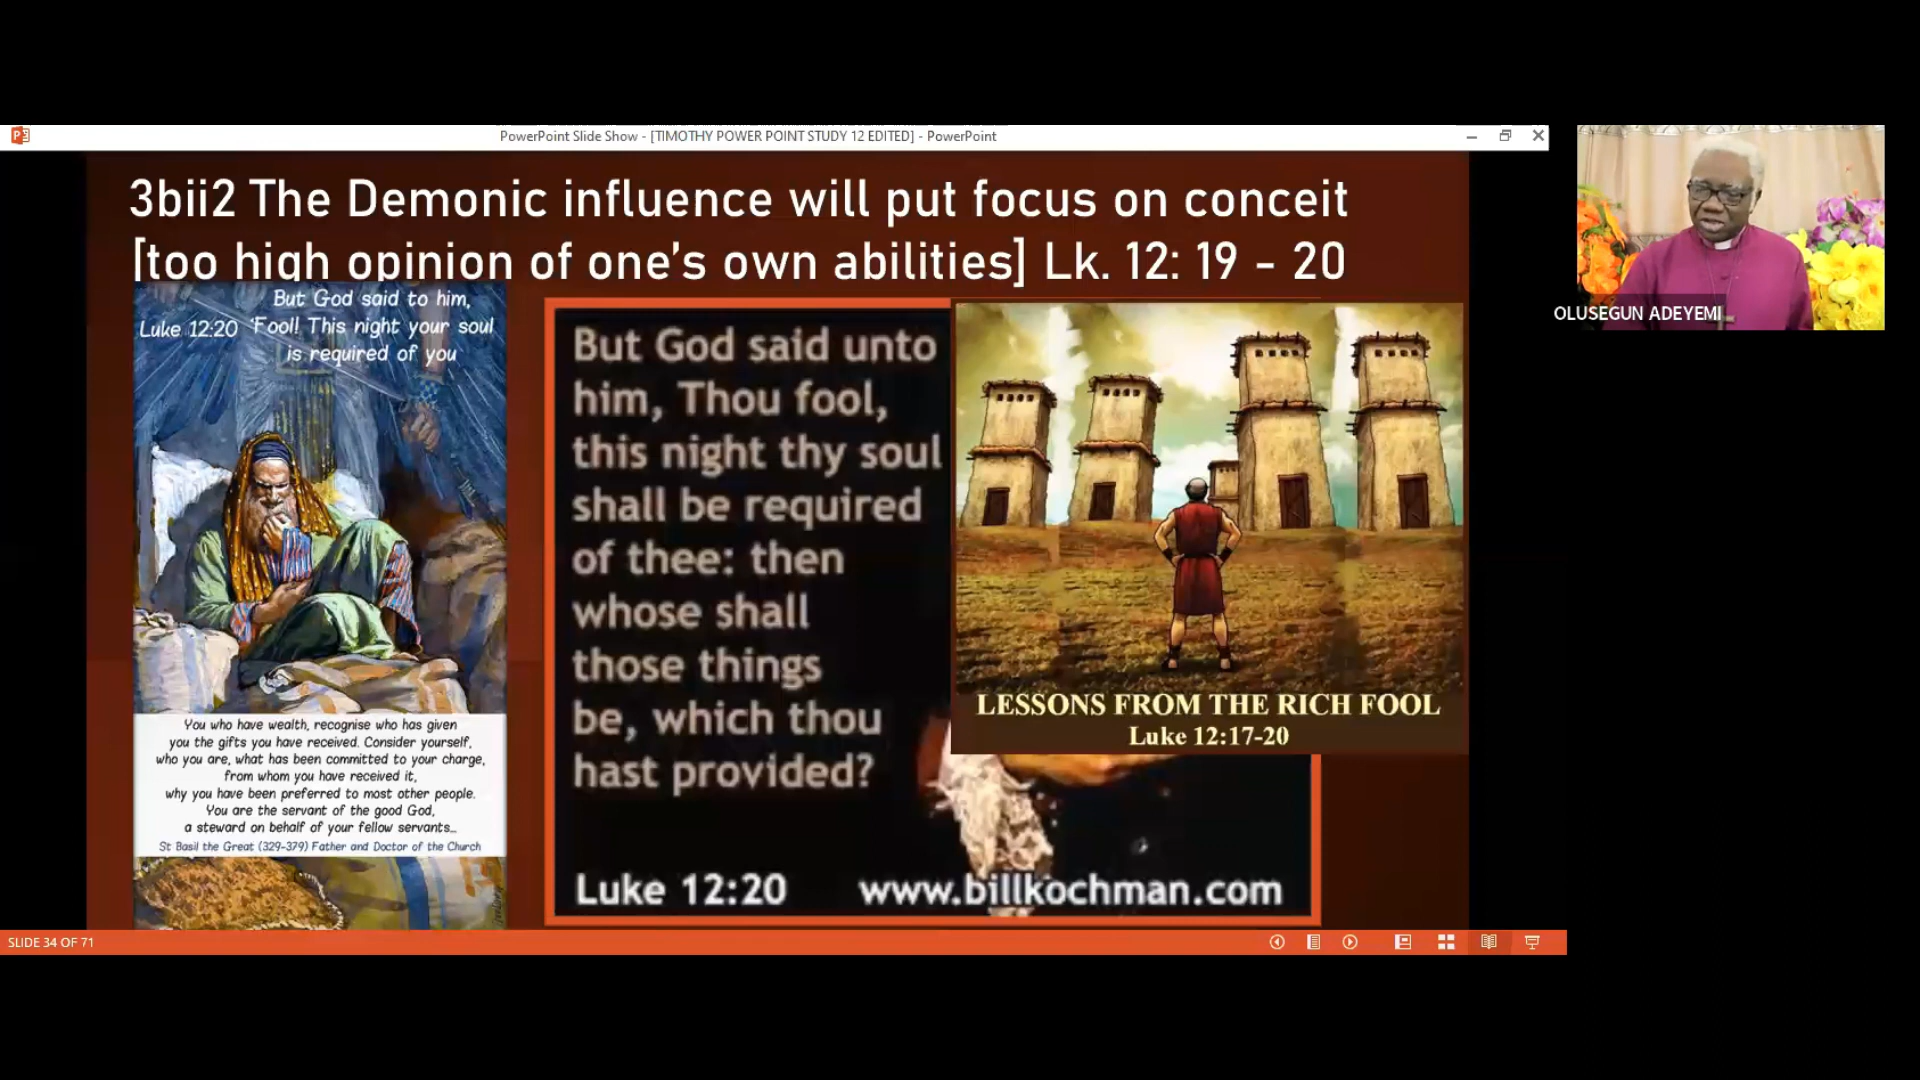 PowerPoint Slide Show - [TIMOTHY POWER POINT STUDY 12 EDITED] - PowerPoint
3bii2 The Demonic influence will put focus on conceit
[too high opinion of one's own abilities] Lk. 12: 19 - 20
But God said to him,
Luke 12:20 'Fool! This night your soul
is required of you
You who have wealth, recognise who has given
you the gifts you have received. Consider yourself,
who you are, what has been committed to your charge,
from whom you have received it,
why you have been preferred to most other people.
You are the servant of the good God,
a steward on behalf of your fellow servants...
St Basil the Great (329-379) Father and Doctor of the Church
But God said unto
him, Thou fool,
this night thy soul
shall be required
of thee: then
whose shall
those things
be, which thou
hast provided?
Luke 12:20 www.billkochman.com
LESSONS FROM THE RICH FOOL
Luke 12:17-20
OLUSEGUN ADEYEMI
SLIDE 34 OF 71